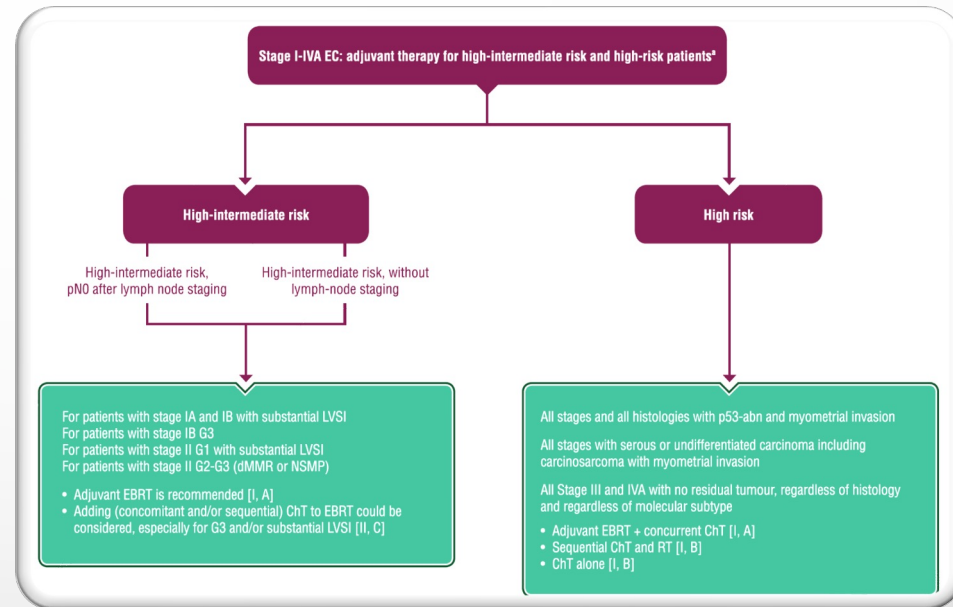 Stage I-IVA EC: adjuvant therapy for high-intermediate risk and high-risk patientsª
High-intermediate risk
High risk
High-intermediate risk,
pN0 after lymph node staging
High-intermediate risk, without
lymph-node staging
For patients with stage IA and IB with substantial LVSI
For patients with stage IB G3
For patients with stage II G1 with substantial LVSI
For patients with stage II G2-G3 (dMMR or NSMP)
• Adjuvant EBRT is recommended [I, A]
• Adding (concomitant and/or sequential) ChT to EBRT could be
considered, especially for G3 and/or substantial LVSI [II, C]
All stages and all histologies with p53-abn and myometrial invasion
All stages with serous or undifferentiated carcinoma including
carcinosarcoma with myometrial invasion
All Stage III and IVA with no residual tumour, regardless of histology
and regardless of molecular subtype
• Adjuvant EBRT + concurrent ChT [I, A]
• Sequential ChT and RT [I, B]
• ChT alone [I, B]